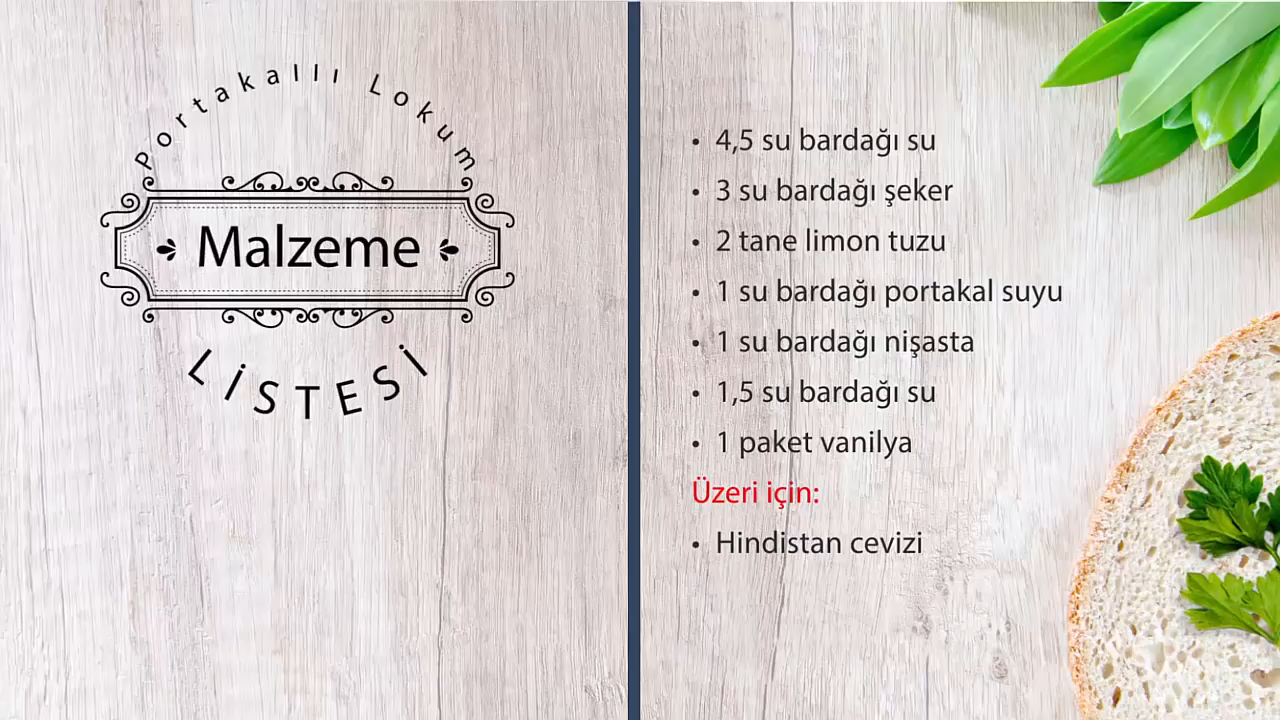 Portakallı Lokum
Malzeme
LİSTESİ
• 4,5 su bardağı su
• 3 su bardağı şeker
• 2 tane limon tuzu
• 1 su bardağı portakal suyu
• 1 su bardağı nişasta
• 1,5 su bardağı su
• 1 paket vanilya
Üzeri için:
• Hindistan cevizi